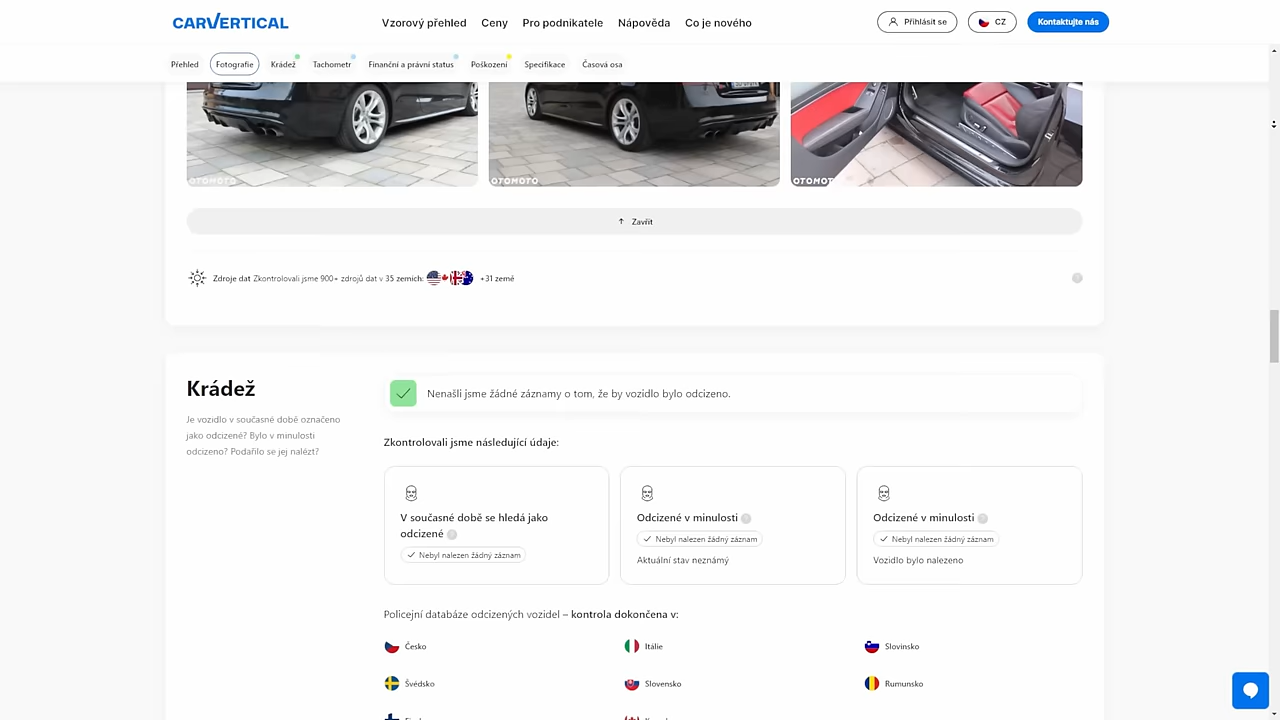 CARVERTICAL
Vzorový přehled
Ceny
Pro podnikatele
Nápověda
Co je nového
Přihlásit se
CZ
Kontaktujte nás
Přehled
Fotografie
Krádež
Tachometr
Finanční a právní status
Poškození
Specifikace
Časová osa
OTOMOTO
OTOMOTO
↑ Zavřít
Zdroje dat Zkontrolovali jsme 900+ zdrojů dat v 35 zemích:
+31 země
Krádež
Je vozidlo v současné době označeno
jako odcizené? Bylo v minulosti
odcizeno? Podařilo se jej nalézt?
Nenašli jsme žádné záznamy o tom, že by vozidlo bylo odcizeno.
Zkontrolovali jsme následující údaje:
V současné době se hledá jako
odcizené
Nebyl nalezen žádný záznam
Odcizené v minulosti
Nebyl nalezen žádný záznam
Aktuální stav neznámý
Odcizené v minulosti
Nebyl nalezen žádný záznam
Vozidlo bylo nalezeno
Policejní databáze odcizených vozidel – kontrola dokončena v:
Česko
Itálie
Slovinsko
Švédsko
Slovensko
Rumunsko